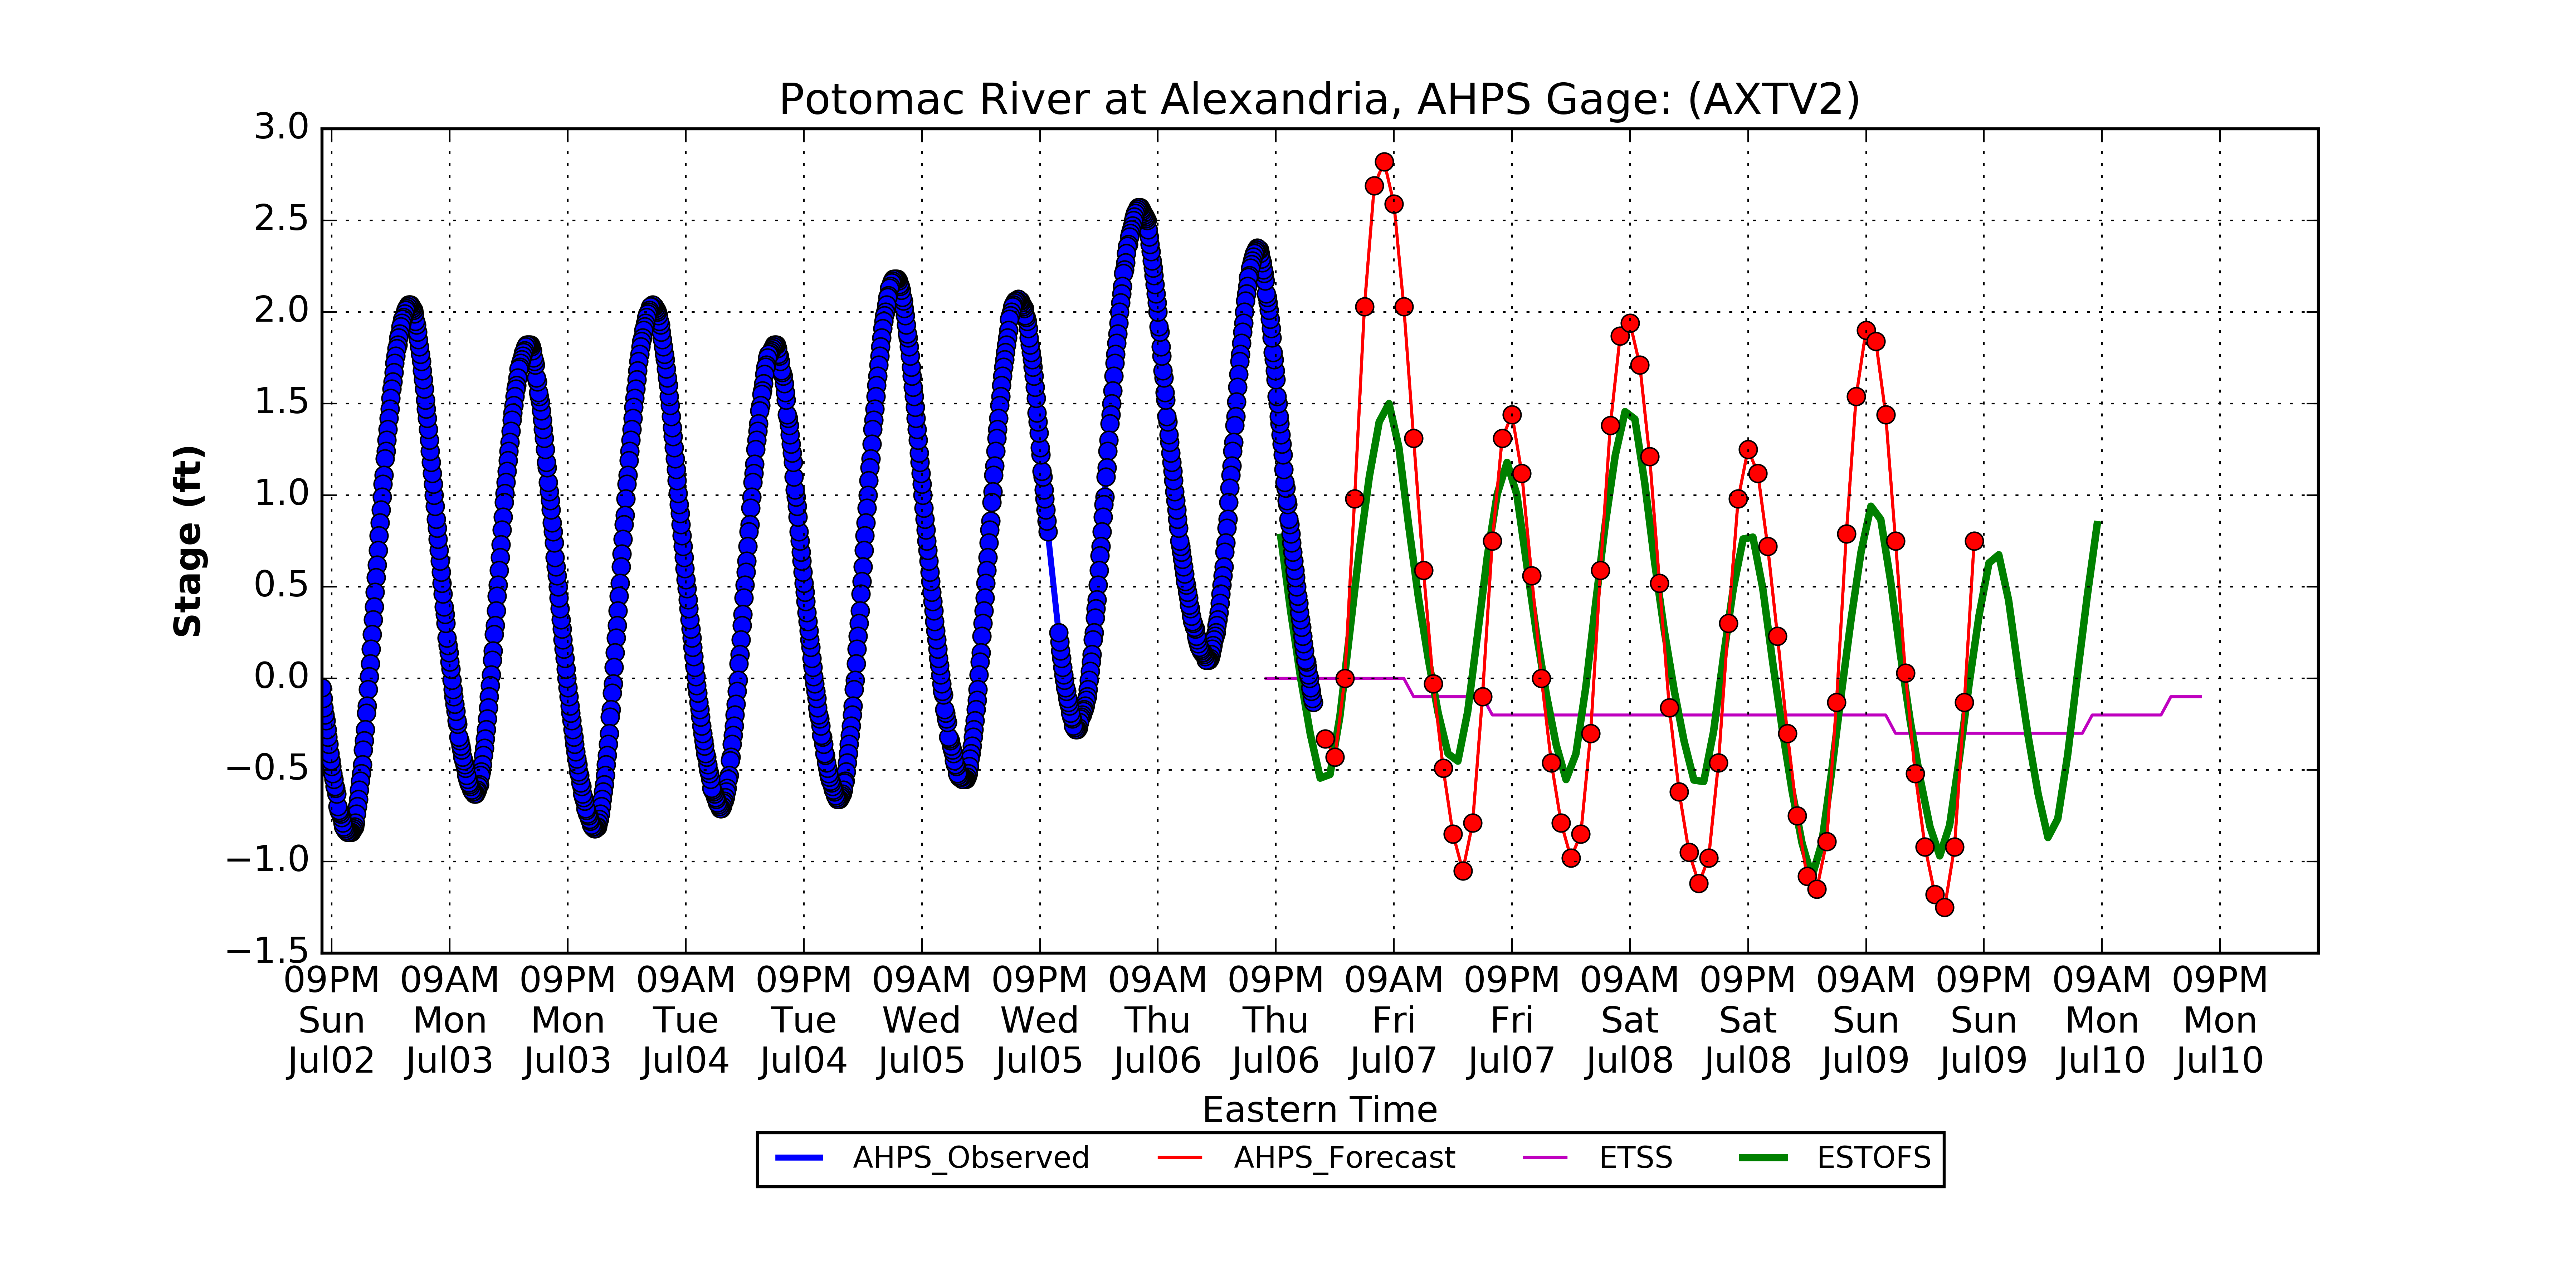 Potomac River at Alexandria, AHPS Gage: (AXTV2)
3.0
2.5
2.0
1.5
1.0
0.5
0.0
−0.5
−1.0
−1.5
Stage (ft)
09PM 09AM 09PM 09AM 09PM 09AM 09PM 09AM 09PM 09AM 09PM 09AM 09PM 09AM 09PM 09AM 09PM
Sun Mon Mon Tue Tue Wed Wed Thu Thu Fri Fri Sat Sat Sun Sun Mon Mon
Jul02 Jul03 Jul03 Jul04 Jul04 Jul05 Jul05 Jul06 Jul06 Jul07 Jul07 Jul08 Jul08 Jul09 Jul09 Jul10 Jul10
Eastern Time
AHPS_Observed AHPS_Forecast ETSS ESTOFS